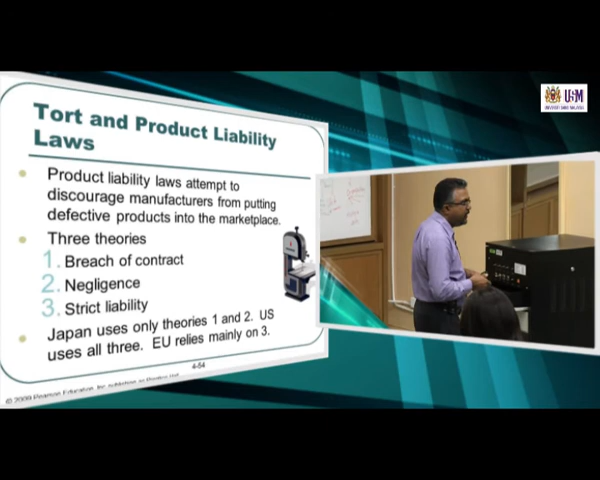 Tort and Product Liability
Laws
Product liability laws attempt to
discourage manufacturers from putting
defective products into the marketplace.
Three theories
1. Breach of contract
2. Negligence
3. Strict liability
Japan uses only theories 1 and 2. US
uses all three. EU relies mainly on 3.
4-54
© 2009 Pearson Education, Inc. publishing as Prentice Hall
USM